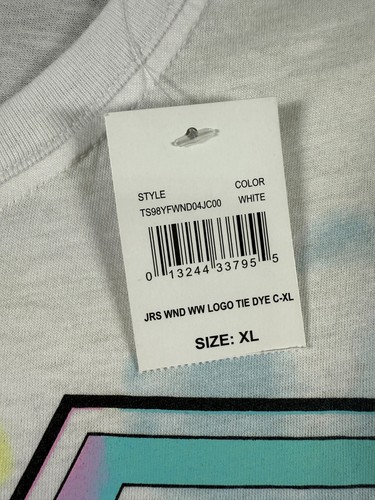 STYLE COLOR
TS98YFWND04JC00 WHITE
0 13244 33795 5
JRS WND WW LOGO TIE DYE C-XL
SIZE: XL